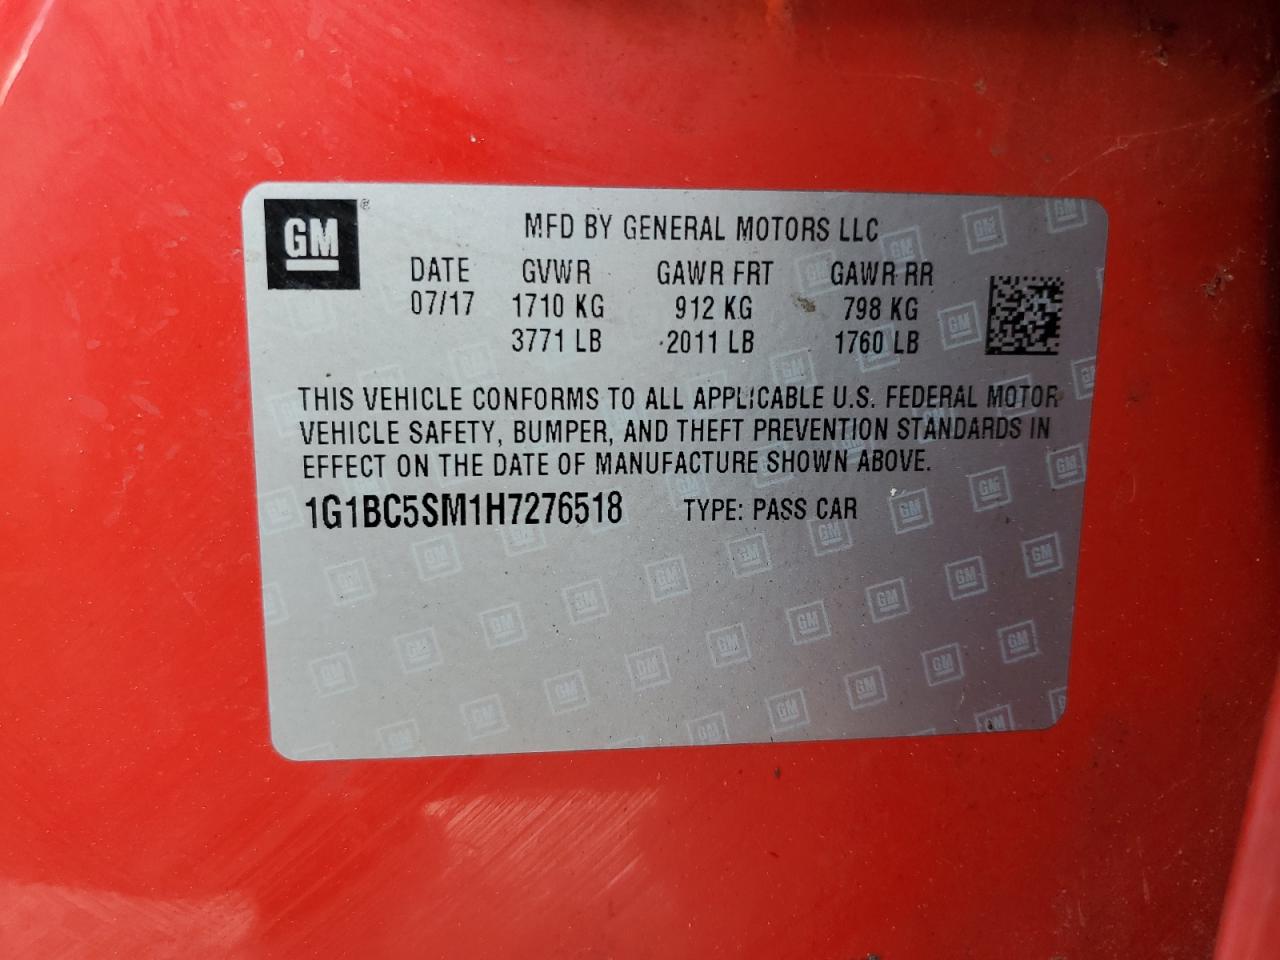 GM ®
MFD BY GENERAL MOTORS LLC
DATE GVWR GAWR FRT GAWR RR
07/17 1710 KG 912 KG 798 KG
3771 LB 2011 LB 1760 LB
THIS VEHICLE CONFORMS TO ALL APPLICABLE U.S. FEDERAL MOTOR
VEHICLE SAFETY, BUMPER, AND THEFT PREVENTION STANDARDS IN
EFFECT ON THE DATE OF MANUFACTURE SHOWN ABOVE.
1G1BC5SM1H7276518 TYPE: PASS CAR